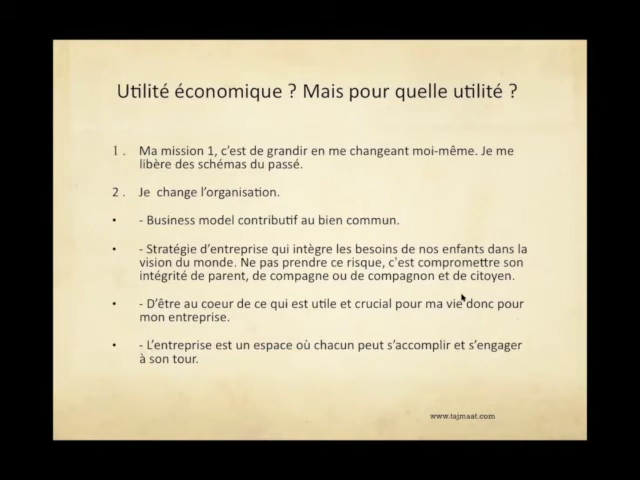 Utilité économique ? Mais pour quelle utilité ?
1 . Ma mission 1, c'est de grandir en me changeant moi-même. Je me
libère des schémas du passé.
2 . Je change l'organisation.
• - Business model contributif au bien commun.
• - Stratégie d'entreprise qui intègre les besoins de nos enfants dans la
vision du monde. Ne pas prendre ce risque, c'est compromettre son
intégrité de parent, de compagne ou de compagnon et de citoyen.
• - D'être au coeur de ce qui est utile et crucial pour ma vie donc pour
mon entreprise.
• - L'entreprise est un espace où chacun peut s'accomplir et s'engager
à son tour.
www.tajmaat.com